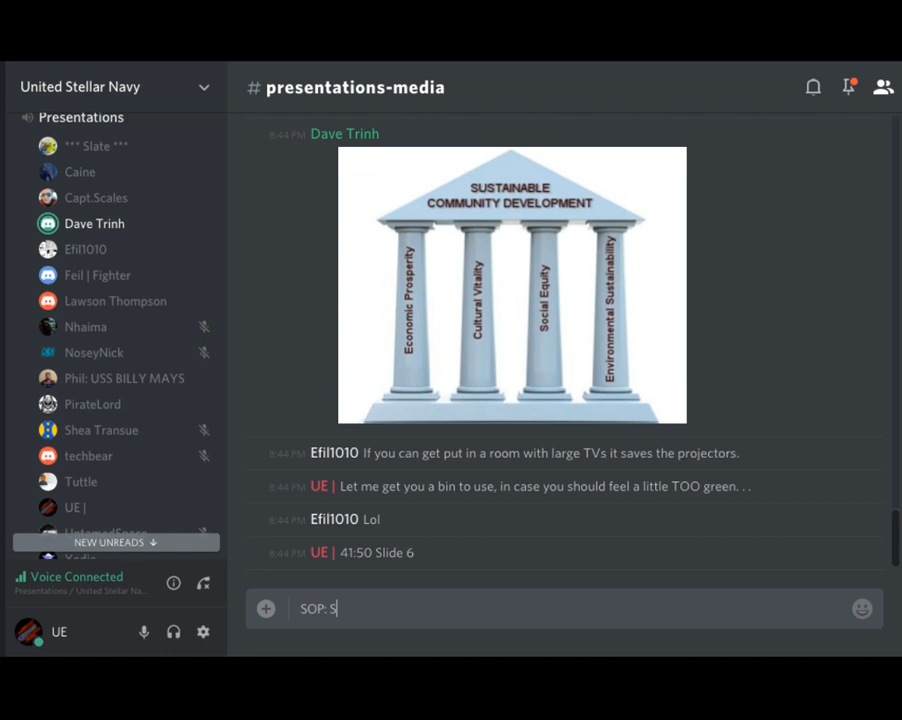 United Stellar Navy
Presentations
*** Slate ***
Caine
Capt.Scales
Dave Trinh
Efil1010
Feil | Fighter
Lawson Thompson
Nhaima
NoseyNick
Phil: USS BILLY MAYS
PirateLord
Shea Transue
techbear
Tuttle
UE |
NEW UNREADS ↓
Voice Connected
Presentations / United Stellar Na...
UE
# presentations-media
8:44 PM Dave Trinh
SUSTAINABLE
COMMUNITY DEVELOPMENT
Economic Prosperity
Cultural Vitality
Social Equity
Environmental Sustainability
8:44 PM Efil1010 If you can get put in a room with large TVs it saves the projectors.
8:44 PM UE | Let me get you a bin to use, in case you should feel a little TOO green. . .
8:44 PM Efil1010 Lol
8:44 PM UE | 41:50 Slide 6
SOP: S